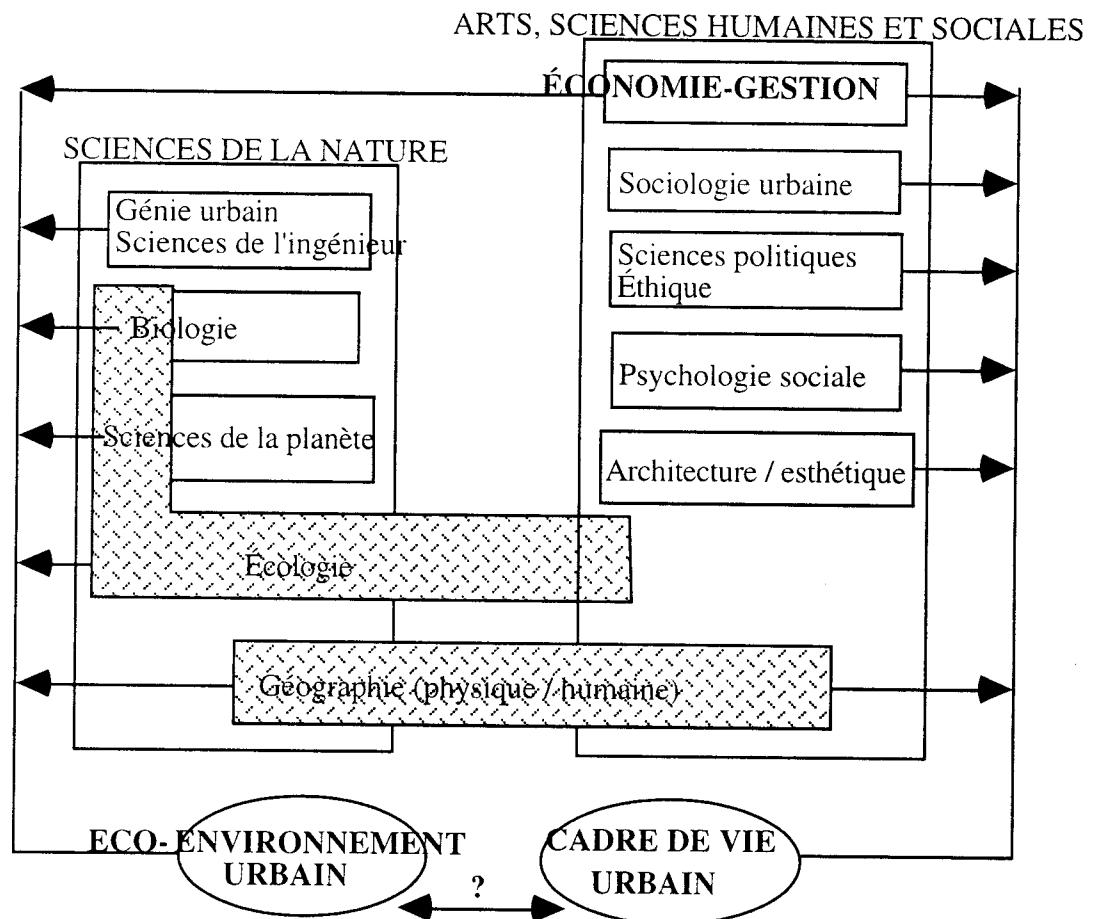 ARTS, SCIENCES HUMAINES ET SOCIALES
ÉCONOMIE-GESTION
SCIENCES DE LA NATURE
Génie urbain
Sciences de l'ingénieur
Biologie
Sciences de la planète
Sociologie urbaine
Sciences politiques
Éthique
Psychologie sociale
Architecture / esthétique
Écologie
Géographie (physique / humaine)
ECO- ENVIRONNEMENT
URBAIN
CADRE DE VIE
URBAIN
?